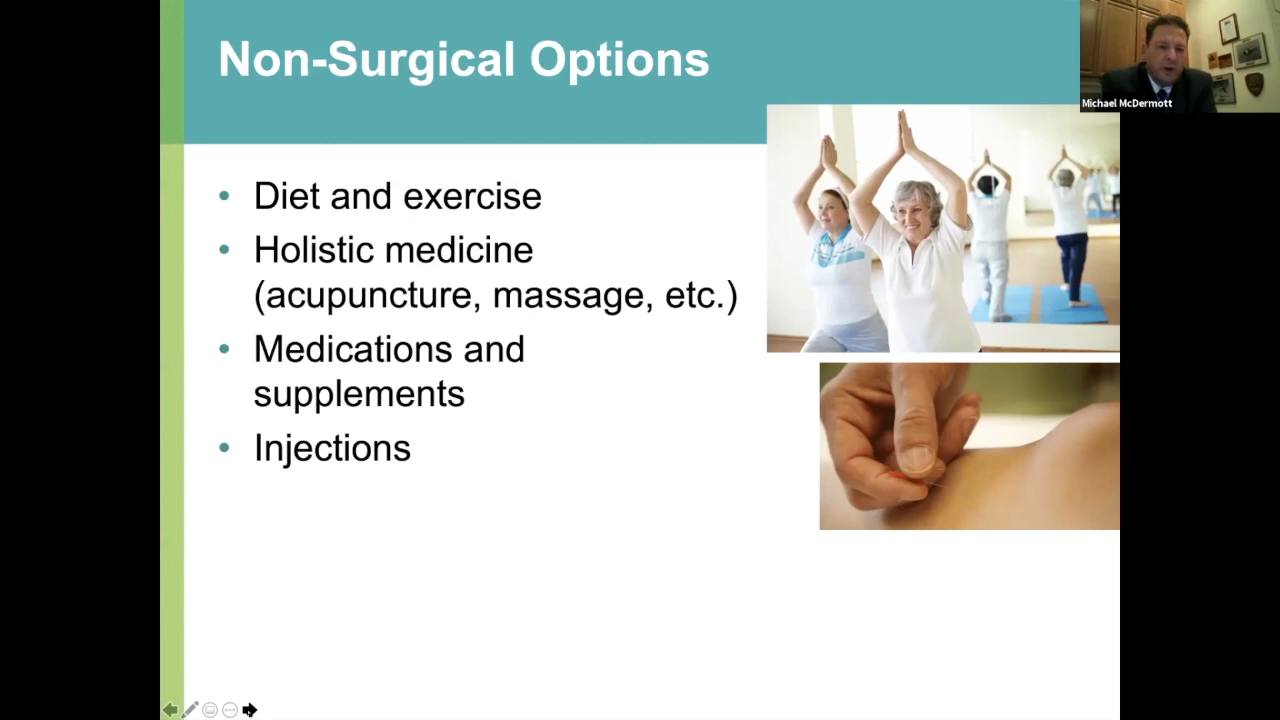 Non-Surgical Options
Michael McDermott
• Diet and exercise
• Holistic medicine
(acupuncture, massage, etc.)
• Medications and
supplements
• Injections